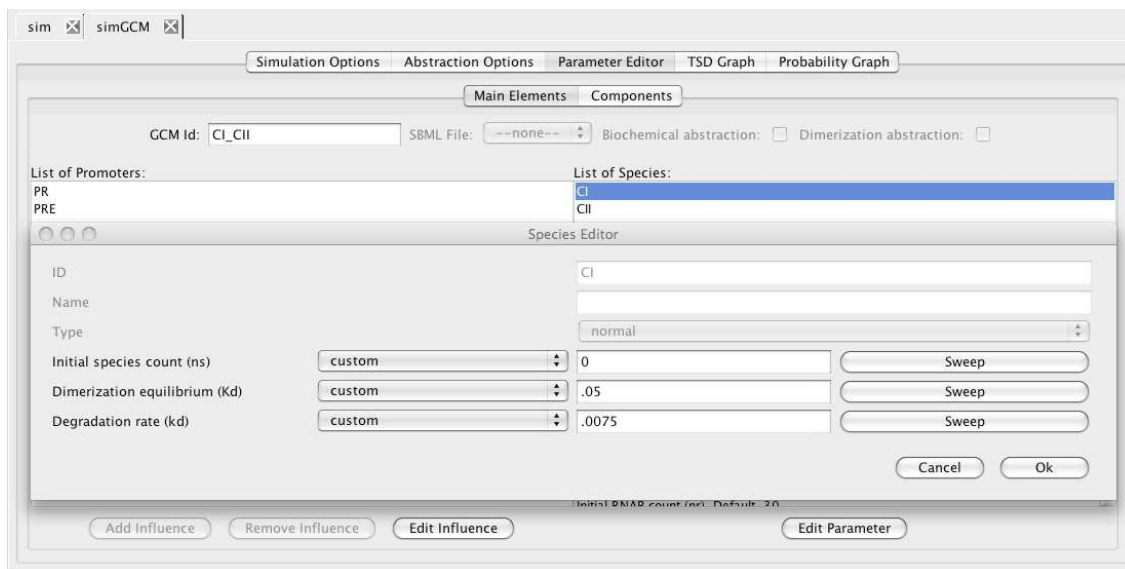 sim simGCM
Simulation Options Abstraction Options Parameter Editor TSD Graph Probability Graph
Main Elements Components
GCM Id: CI_CII SBML File: --none-- Biochemical abstraction: Dimerization abstraction:
List of Promoters: List of Species:
PR CI
PRE CII
Species Editor
ID CI
Name
Type normal
Initial species count (ns) custom 0 Sweep
Dimerization equilibrium (Kd) custom .05 Sweep
Degradation rate (kd) custom .0075 Sweep
Cancel Ok
Initial RNAP count (nr), Default, 30
Add Influence Remove Influence Edit Influence Edit Parameter